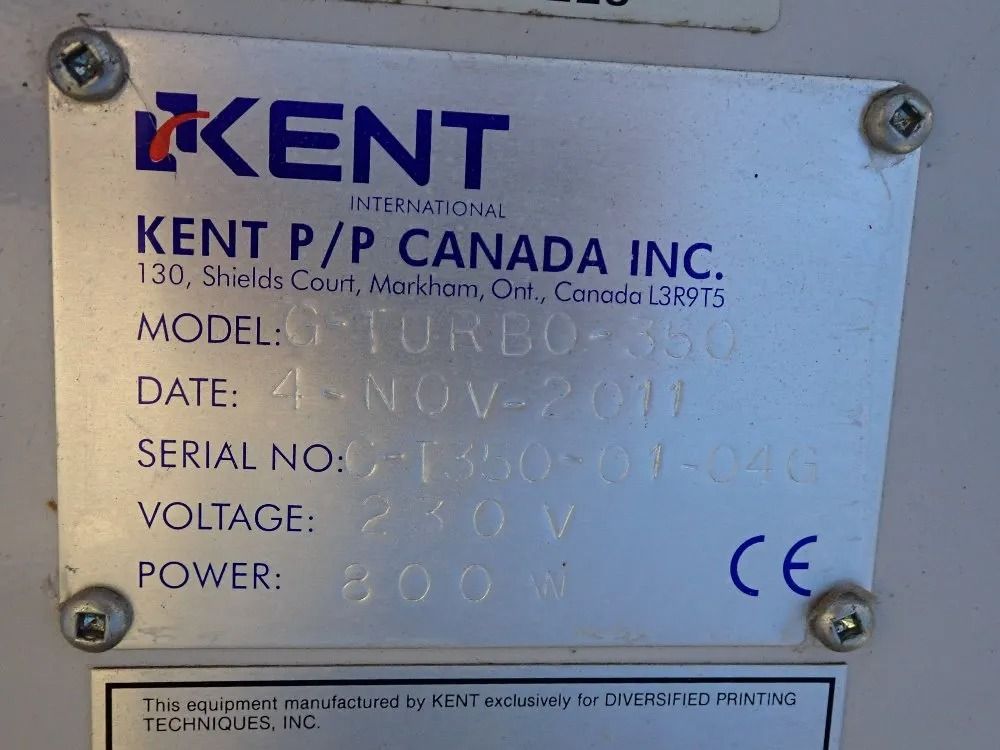 KENT
INTERNATIONAL
KENT P/P CANADA INC.
130, Shields Court, Markham, Ont., Canada L3R9T5
MODEL: G-TURBO-350
DATE: 4-NOV-2011
SERIAL NO: G-T350-01-04G
VOLTAGE: 230 V
POWER: 800 W
CE
This equipment manufactured by KENT exclusively for DIVERSIFIED PRINTING
TECHNIQUES, INC.